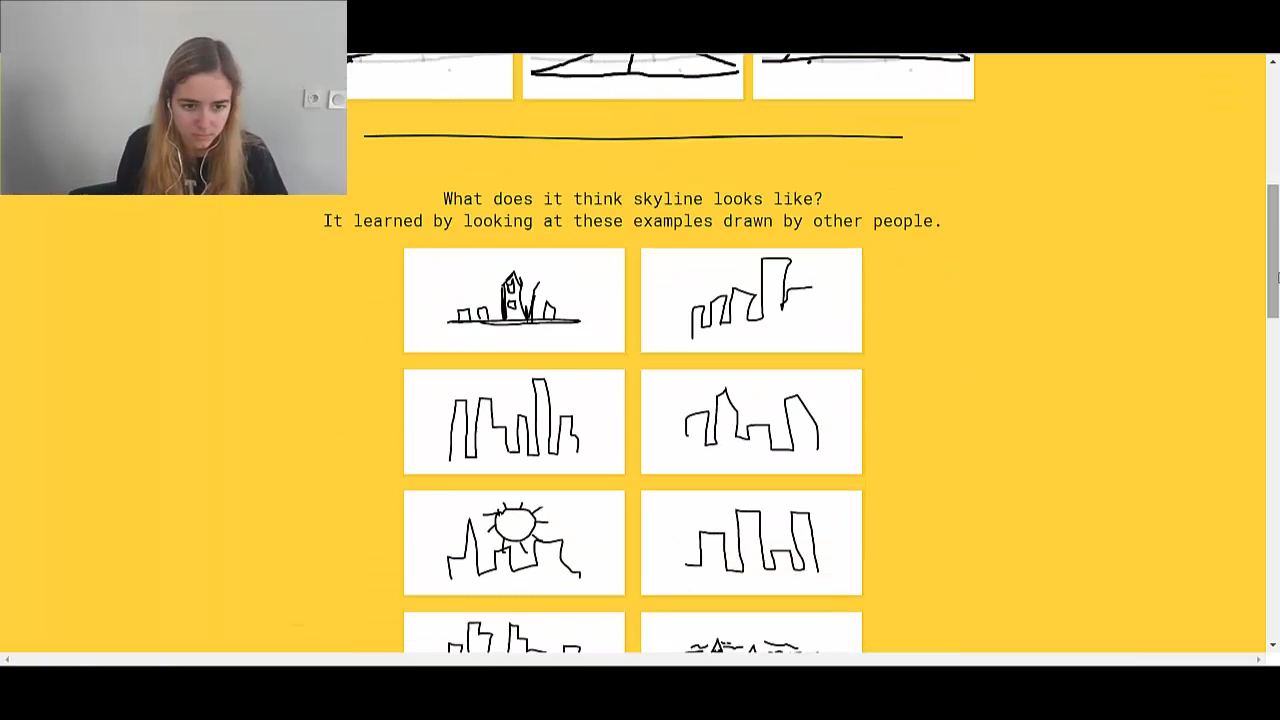 What does it think skyline looks like?
It learned by looking at these examples drawn by other people.